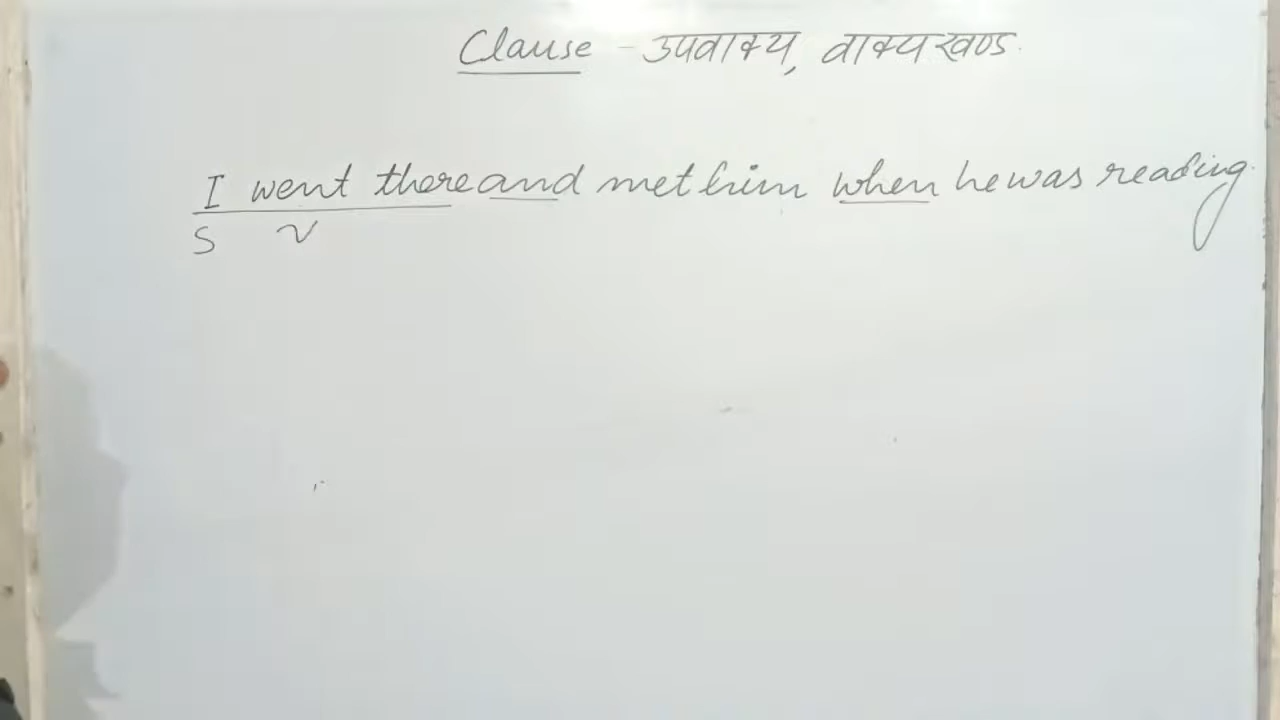 Clause - उपवाक्य, वाक्यखण्ड.
I went there and met him when he was reading.
S V